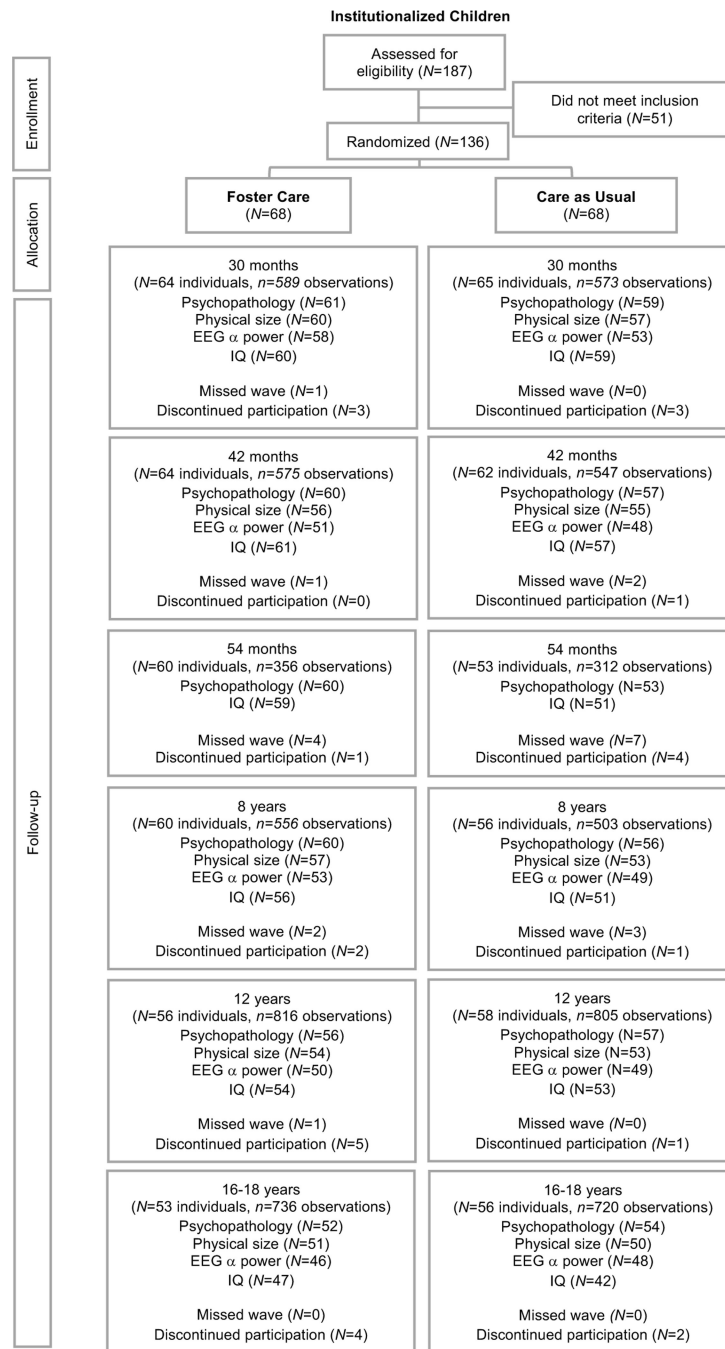 Institutionalized Children
Enrollment
Assessed for
eligibility (N=187)
Did not meet inclusion
criteria (N=51)
Randomized (N=136)
Allocation
Foster Care
(N=68)
Care as Usual
(N=68)
Follow-up
30 months
(N=64 individuals, n=589 observations)
Psychopathology (N=61)
Physical size (N=60)
EEG α power (N=58)
IQ (N=60)
Missed wave (N=1)
Discontinued participation (N=3)
30 months
(N=65 individuals, n=573 observations)
Psychopathology (N=59)
Physical size (N=57)
EEG α power (N=53)
IQ (N=59)
Missed wave (N=0)
Discontinued participation (N=3)
42 months
(N=64 individuals, n=575 observations)
Psychopathology (N=60)
Physical size (N=56)
EEG α power (N=51)
IQ (N=61)
Missed wave (N=1)
Discontinued participation (N=0)
42 months
(N=62 individuals, n=547 observations)
Psychopathology (N=57)
Physical size (N=55)
EEG α power (N=48)
IQ (N=57)
Missed wave (N=2)
Discontinued participation (N=1)
54 months
(N=60 individuals, n=356 observations)
Psychopathology (N=60)
IQ (N=59)
Missed wave (N=4)
Discontinued participation (N=1)
54 months
(N=53 individuals, n=312 observations)
Psychopathology (N=53)
IQ (N=51)
Missed wave (N=7)
Discontinued participation (N=4)
8 years
(N=60 individuals, n=556 observations)
Psychopathology (N=60)
Physical size (N=57)
EEG α power (N=53)
IQ (N=56)
Missed wave (N=2)
Discontinued participation (N=2)
8 years
(N=56 individuals, n=503 observations)
Psychopathology (N=56)
Physical size (N=53)
EEG α power (N=49)
IQ (N=51)
Missed wave (N=3)
Discontinued participation (N=1)
12 years
(N=56 individuals, n=816 observations)
Psychopathology (N=56)
Physical size (N=54)
EEG α power (N=50)
IQ (N=54)
Missed wave (N=1)
Discontinued participation (N=5)
12 years
(N=58 individuals, n=805 observations)
Psychopathology (N=57)
Physical size (N=53)
EEG α power (N=49)
IQ (N=53)
Missed wave (N=0)
Discontinued participation (N=1)
16-18 years
(N=53 individuals, n=736 observations)
Psychopathology (N=52)
Physical size (N=51)
EEG α power (N=46)
IQ (N=47)
Missed wave (N=0)
Discontinued participation (N=4)
16-18 years
(N=56 individuals, n=720 observations)
Psychopathology (N=54)
Physical size (N=50)
EEG α power (N=48)
IQ (N=42)
Missed wave (N=0)
Discontinued participation (N=2)